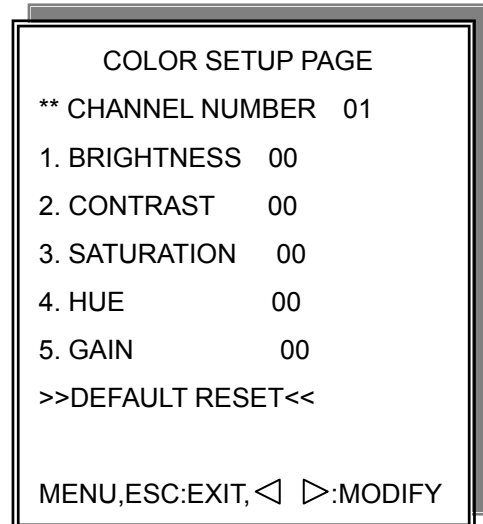 COLOR SETUP PAGE
** CHANNEL NUMBER 01
1. BRIGHTNESS 00
2. CONTRAST 00
3. SATURATION 00
4. HUE 00
5. GAIN 00
>>DEFAULT RESET<<
MENU,ESC:EXIT,◁ ▷:MODIFY